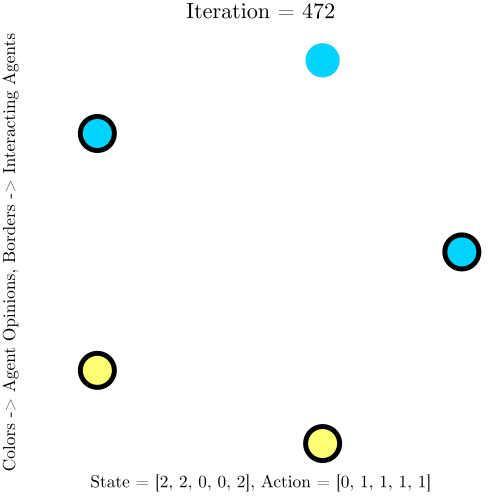 Iteration = 472
Colors -> Agent Opinions, Borders -> Interacting Agents
State = [2, 2, 0, 0, 2], Action = [0, 1, 1, 1, 1]